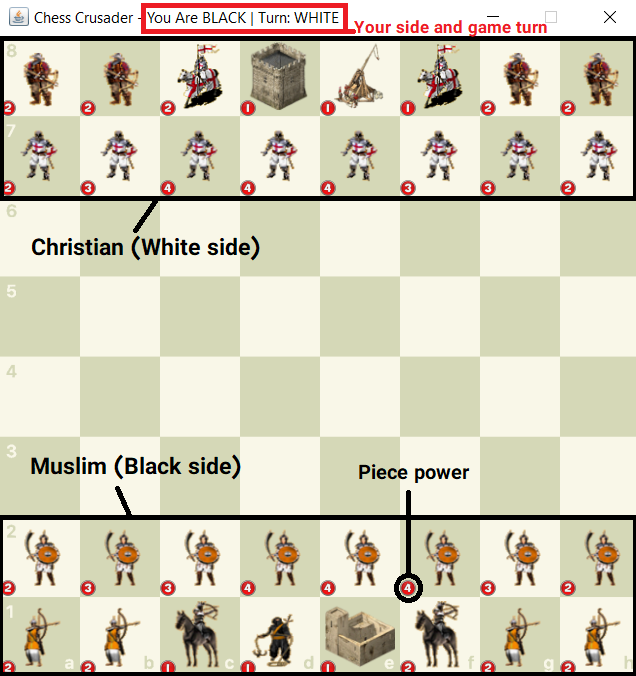 Chess Crusader - You Are BLACK | Turn: WHITE
Your side and game turn
8
2 2 2 1 1 1 2 2
7
2 3 4 4 4 3 3 2
6
Christian (White side)
5
4
3
Muslim (Black side)
Piece power
2
2 3 3 4 4 4 3 2
1
a b c d e f g h
2 2 1 1 1 2 2 2